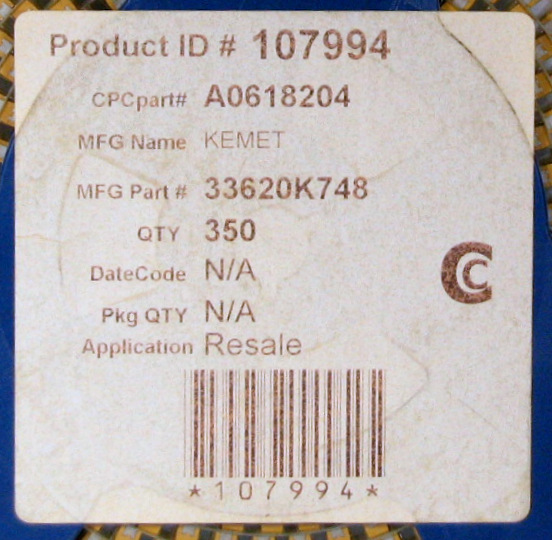 Product ID # 107994
CPCpart# A0618204
MFG Name KEMET
MFG Part # 33620K748
QTY 350
DateCode N/A
Pkg QTY N/A
Application Resale
CC
*107994*